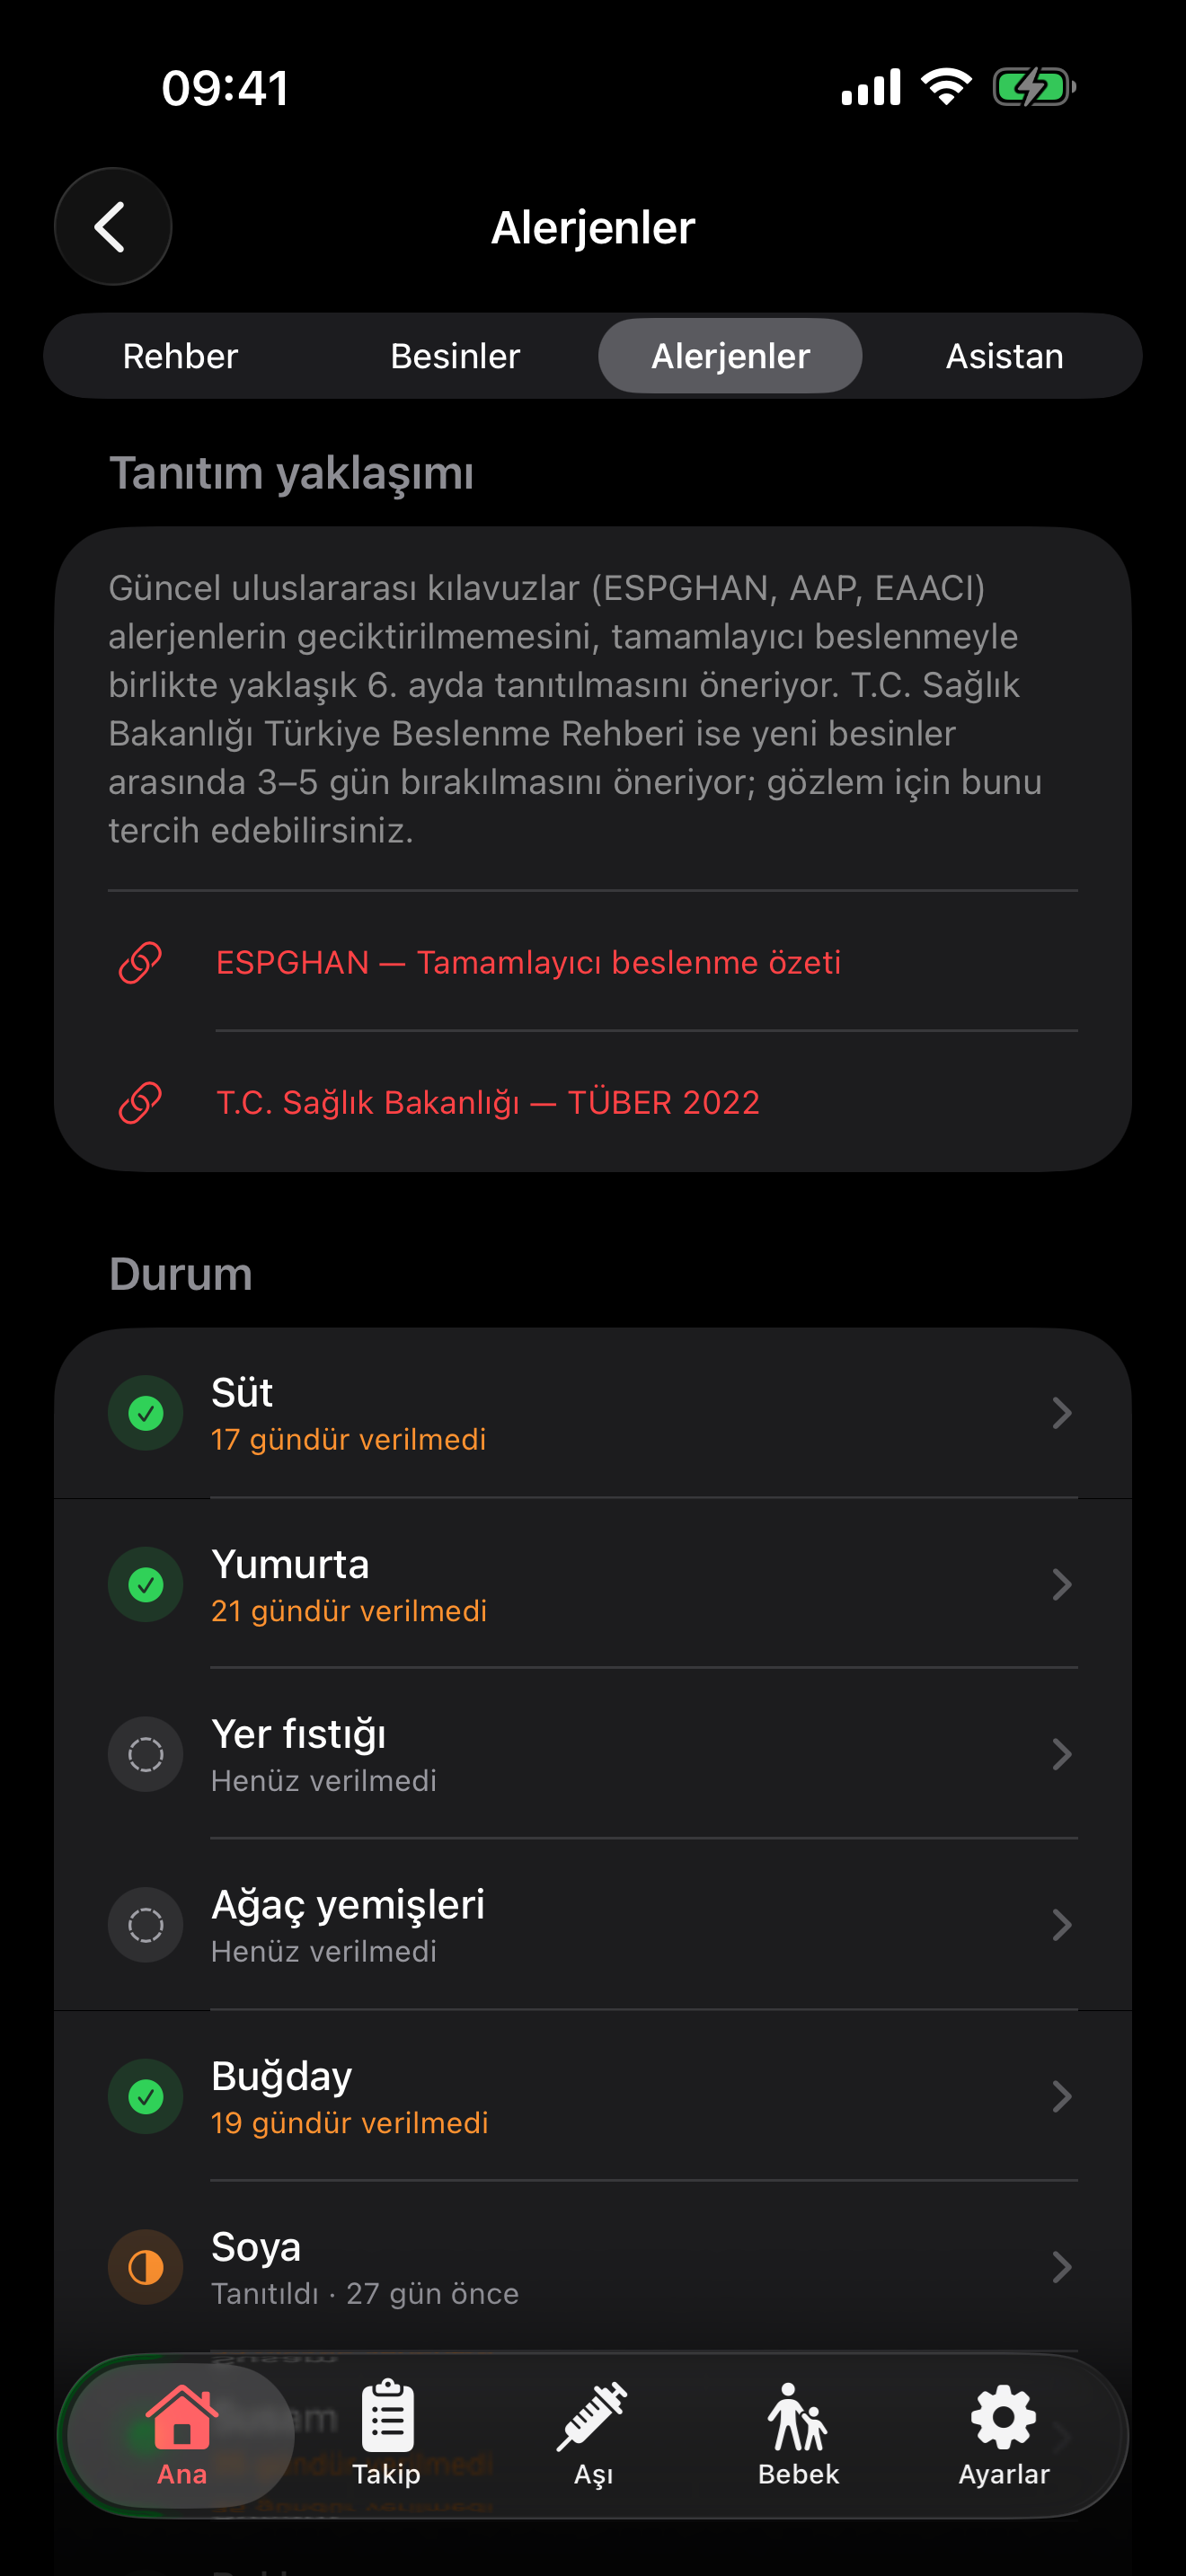 09:41
Alerjenler
Rehber
Besinler
Alerjenler
Asistan
Tanıtım yaklaşımı
Güncel uluslararası kılavuzlar (ESPGHAN, AAP, EAACI)
alerjenlerin geciktirilmemesini, tamamlayıcı beslenmeyle
birlikte yaklaşık 6. ayda tanıtılmasını öneriyor. T.C. Sağlık
Bakanlığı Türkiye Beslenme Rehberi ise yeni besinler
arasında 3–5 gün bırakılmasını öneriyor; gözlem için bunu
tercih edebilirsiniz.
ESPGHAN — Tamamlayıcı beslenme özeti
T.C. Sağlık Bakanlığı — TÜBER 2022
Durum
Süt
17 gündür verilmedi
Yumurta
21 gündür verilmedi
Yer fıstığı
Henüz verilmedi
Ağaç yemişleri
Henüz verilmedi
Buğday
19 gündür verilmedi
Soya
Tanıtıldı · 27 gün önce
Ana
Takip
Aşı
Bebek
Ayarlar